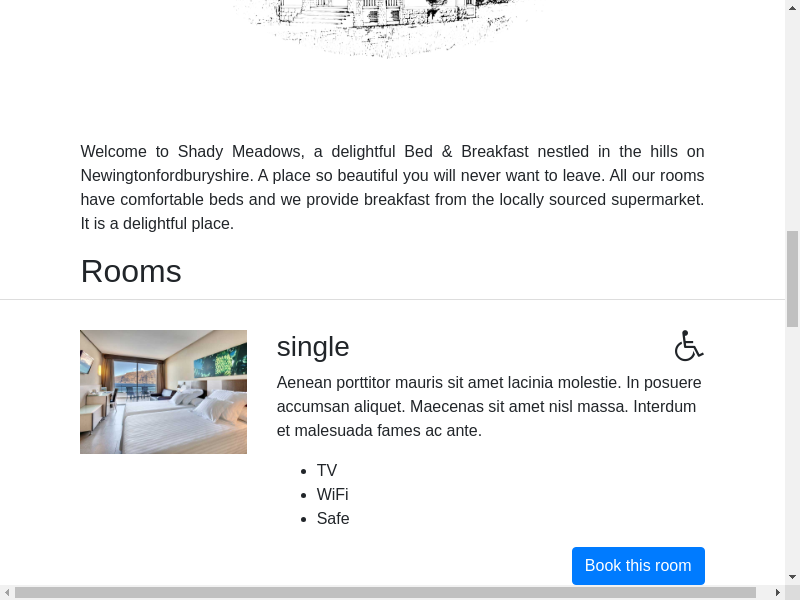 Welcome to Shady Meadows, a delightful Bed & Breakfast nestled in the hills on
Newingtonfordburyshire. A place so beautiful you will never want to leave. All our rooms
have comfortable beds and we provide breakfast from the locally sourced supermarket.
It is a delightful place.
Rooms
single
Aenean porttitor mauris sit amet lacinia molestie. In posuere
accumsan aliquet. Maecenas sit amet nisl massa. Interdum
et malesuada fames ac ante.
TV
WiFi
Safe
Book this room